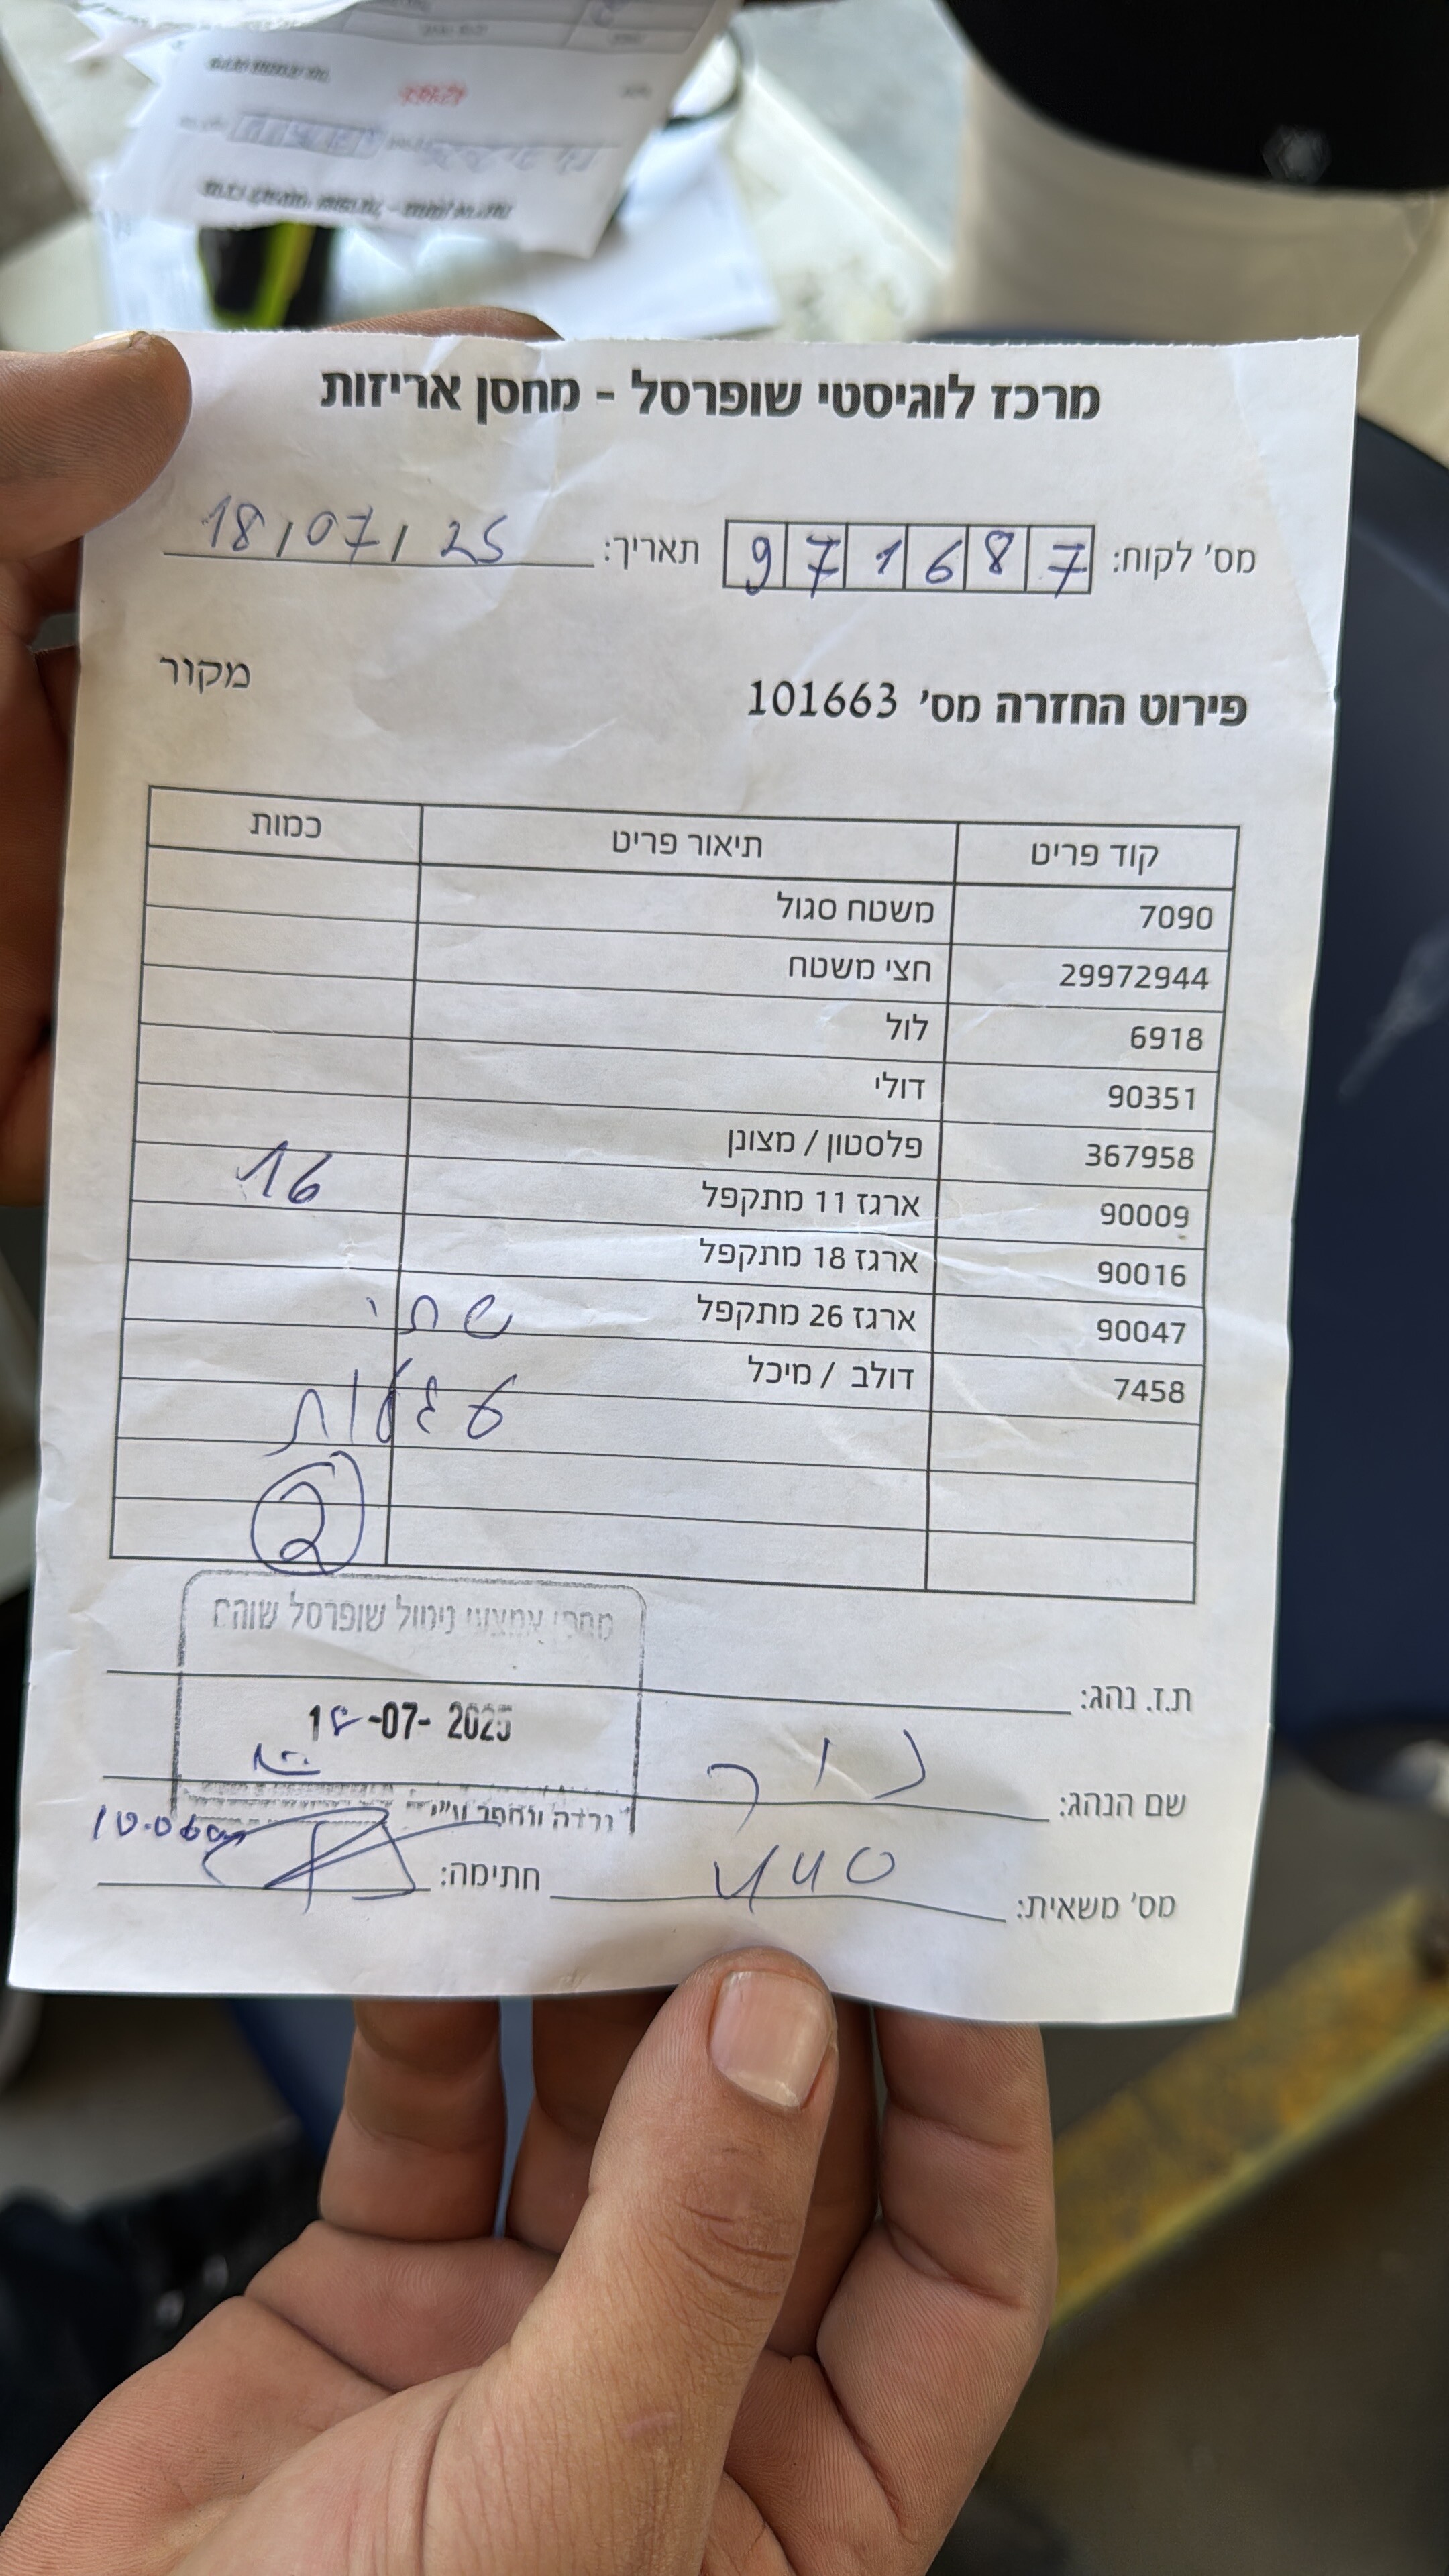 מרכז לוגיסטי שופרסל - מחסן אריזות
מס' לקוח: 971687 תאריך: 18/07/25
פירוט החזרה מס' 101663 מקור
קוד פריט תיאור פריט כמות
7090 משטח סגול
29972944 חצי משטח
6918 לול
90351 דולי
367958 פלסטון / מצונן
90009 ארגז 11 מתקפל 16
90016 ארגז 18 מתקפל
90047 ארגז 26 מתקפל
שתי
7458 דולב / מיכל
עגלות
2
מחסן אמצעי ניטול שופרסל שוהם
ת.ז. נהג:
-07- 2025
שם הנהג:
מס' משאית: 440 חתימה: